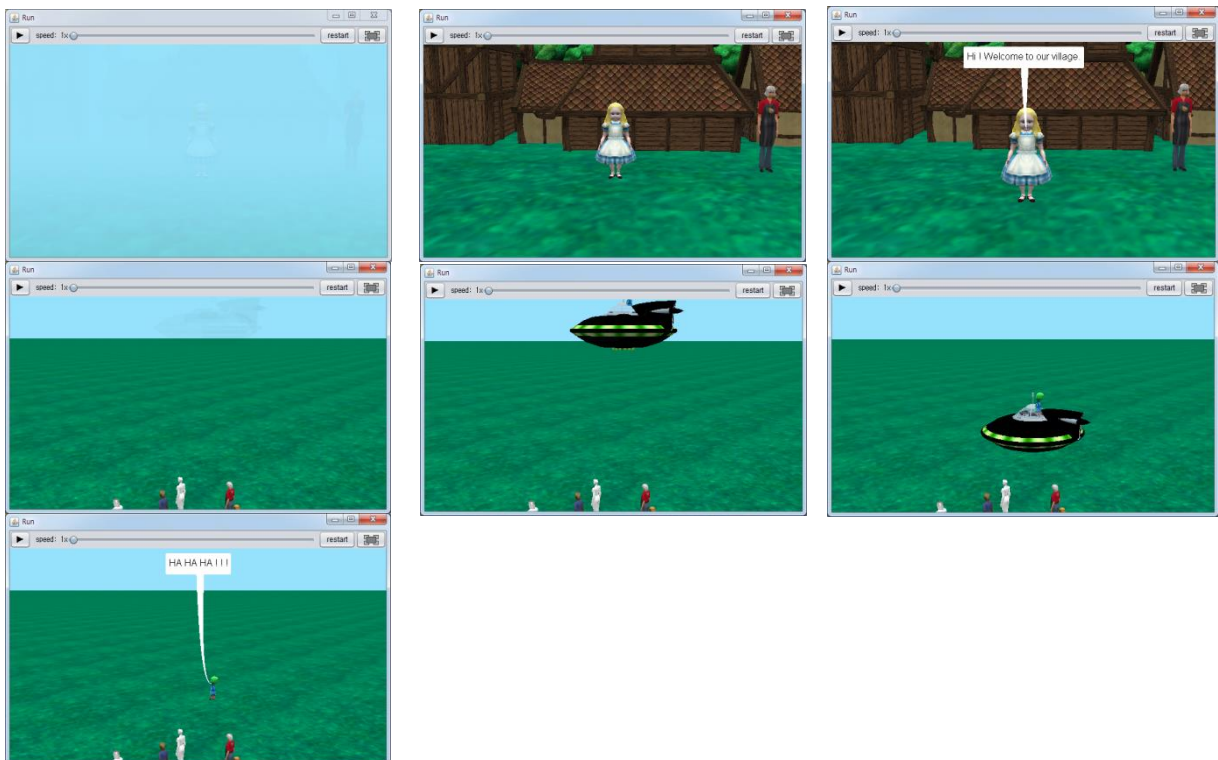 Run
speed: 1x
restart
Run
speed: 1x
restart
Run
speed: 1x
restart
Hi ! Welcome to our village.
Run
speed: 1x
restart
Run
speed: 1x
restart
Run
speed: 1x
restart
Run
speed: 1x
restart
HA HA HA ! ! !